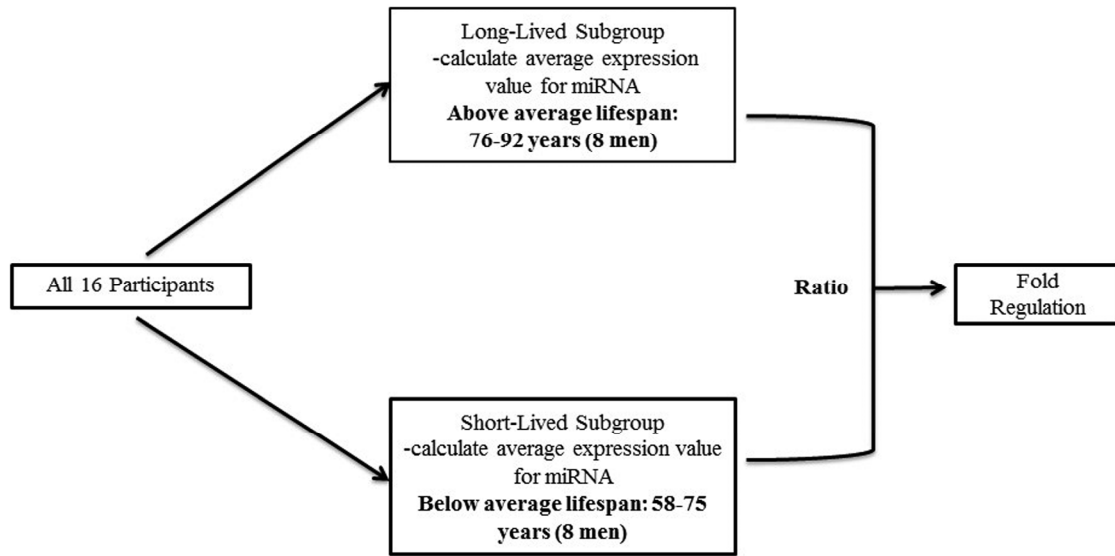 Long-Lived Subgroup
-calculate average expression
value for miRNA
Above average lifespan:
76-92 years (8 men)
All 16 Participants
Ratio
Fold
Regulation
Short-Lived Subgroup
-calculate average expression value
for miRNA
Below average lifespan: 58-75
years (8 men)